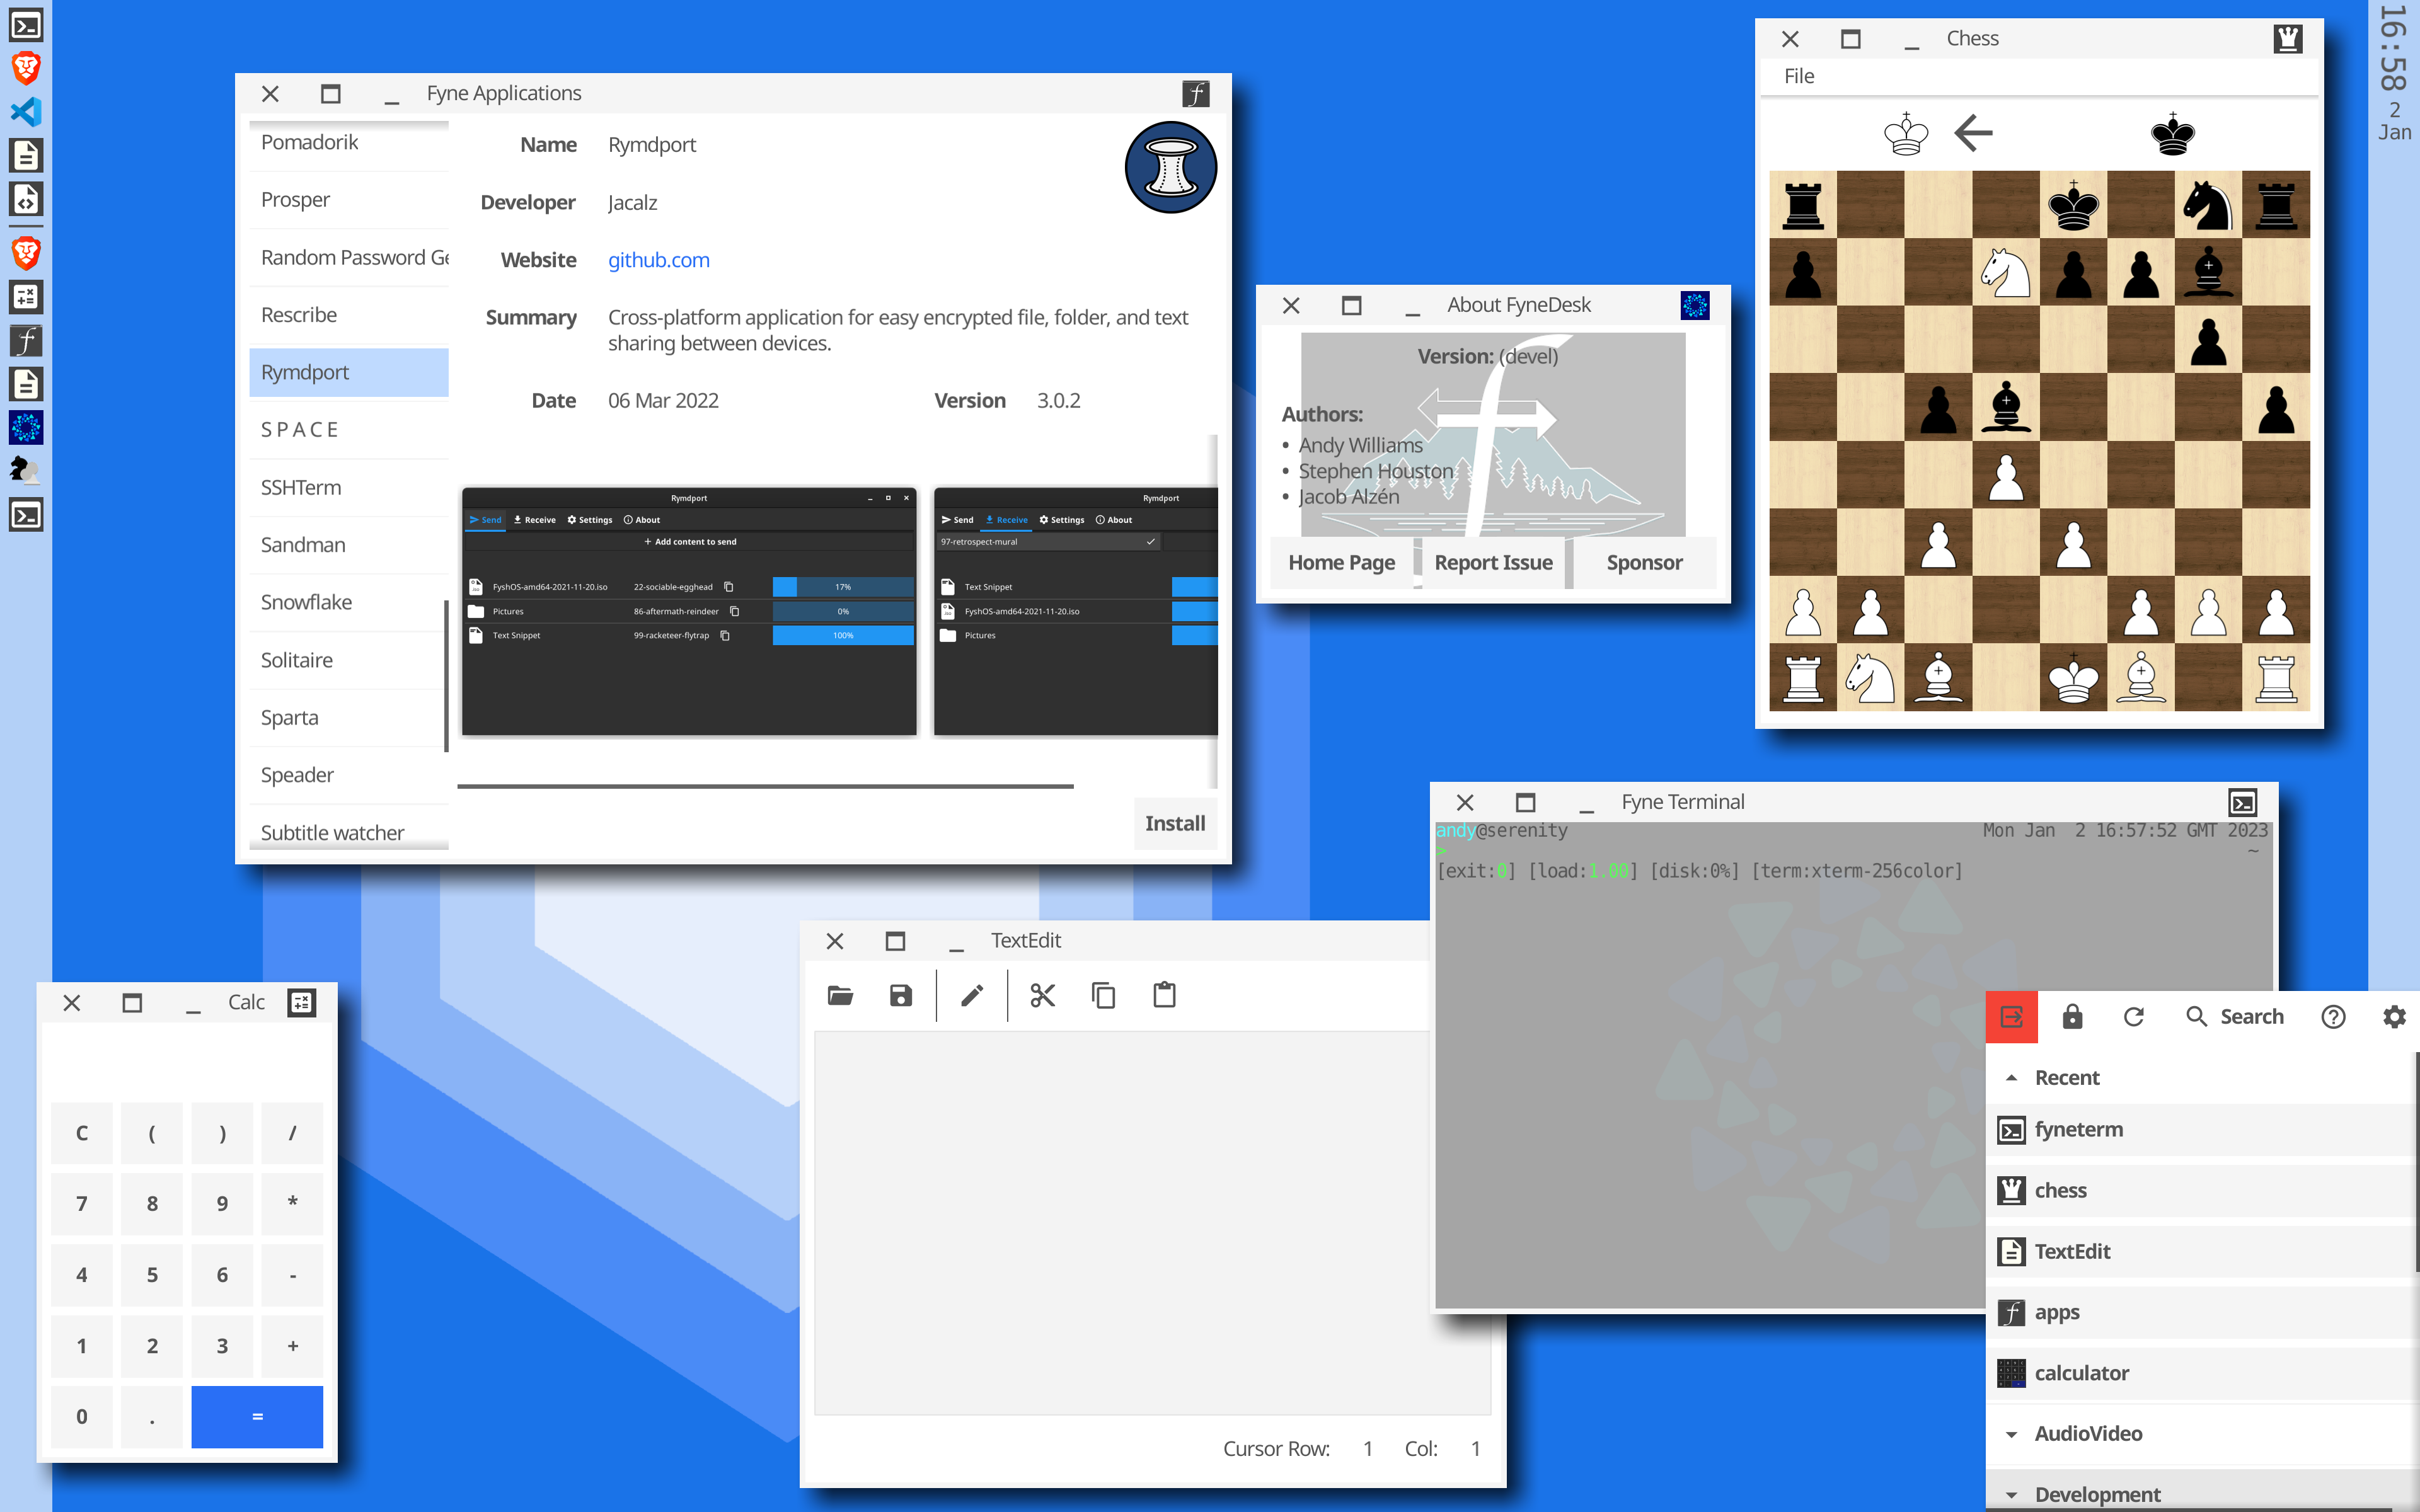 Fyne Applications
Pomadorik
Prosper
Random Password Ge
Rescribe
Rymdport
S P A C E
SSHTerm
Sandman
Snowflake
Solitaire
Sparta
Speader
Subtitle watcher
Name Rymdport
Developer Jacalz
Website github.com
Summary Cross-platform application for easy encrypted file, folder, and text
sharing between devices.
Date 06 Mar 2022 Version 3.0.2
Rymdport
Send Receive Settings About
+ Add content to send
FyshOS-amd64-2021-11-20.iso 22-sociable-egghead 17%
Pictures 86-aftermath-reindeer 0%
Text Snippet 99-racketeer-flytrap 100%
Rymdport
Send Receive Settings About
97-retrospect-mural
Text Snippet
FyshOS-amd64-2021-11-20.iso
Pictures
Install
About FyneDesk
Version: (devel)
Authors:
• Andy Williams
• Stephen Houston
• Jacob Alzén
Home Page Report Issue Sponsor
Chess
File
16:58
2
Jan
Fyne Terminal
andy@serenity Mon Jan 2 16:57:52 GMT 2023
> ~
[exit:0] [load:1.00] [disk:0%] [term:xterm-256color]
TextEdit
Cursor Row: 1 Col: 1
Calc
C ( ) /
7 8 9 *
4 5 6 -
1 2 3 +
0 . =
Search
Recent
fyneterm
chess
TextEdit
apps
calculator
AudioVideo
Development